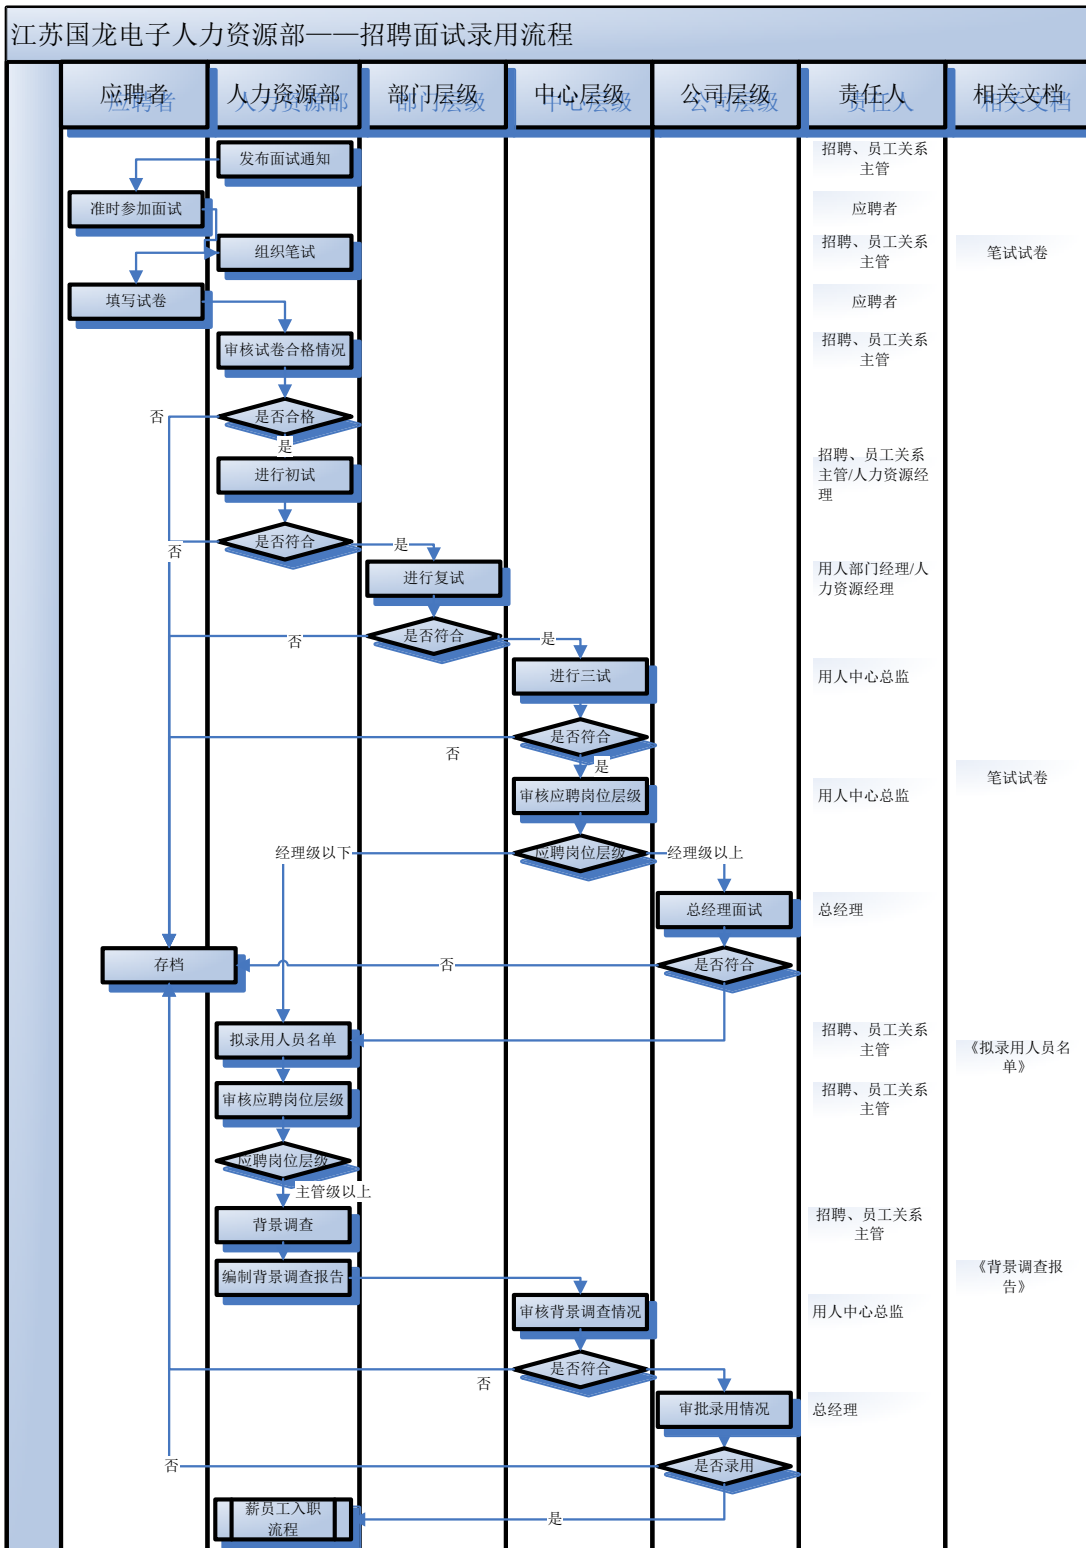 江苏国龙电子人力资源部——招聘面试录用流程
应聘者
人力资源部
部门层级
中心层级
公司层级
责任人
相关文档
发布面试通知
招聘、员工关系
主管
准时参加面试
应聘者
组织笔试
招聘、员工关系
主管
笔试试卷
填写试卷
应聘者
审核试卷合格情况
招聘、员工关系
主管
否
是否合格
是
进行初试
招聘、员工关系
主管/人力资源经
理
否
是否符合
是
进行复试
用人部门经理/人
力资源经理
否
是否符合
是
进行三试
用人中心总监
是否符合
否
是
笔试试卷
审核应聘岗位层级
用人中心总监
经理级以下
应聘岗位层级
经理级以上
总经理面试
总经理
存档
否
是否符合
拟录用人员名单
招聘、员工关系
主管
《拟录用人员名
单》
审核应聘岗位层级
招聘、员工关系
主管
应聘岗位层级
主管级以上
背景调查
招聘、员工关系
主管
编制背景调查报告
《背景调查报
告》
审核背景调查情况
用人中心总监
是否符合
否
审批录用情况
总经理
否
是否录用
薪员工入职
流程
是